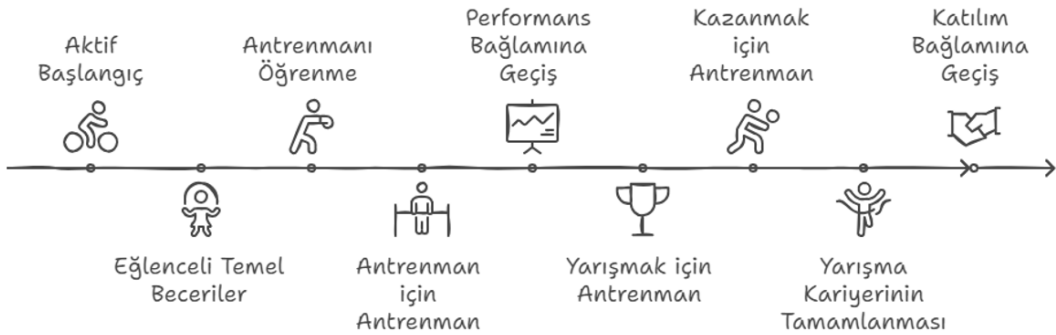 Aktif
Başlangıç
Eğlenceli Temel
Beceriler
Antrenmanı
Öğrenme
Antrenman
için
Antrenman
Performans
Bağlamına
Geçiş
Yarışmak için
Antrenman
Kazanmak
için
Antrenman
Yarışma
Kariyerinin
Tamamlanması
Katılım
Bağlamına
Geçiş